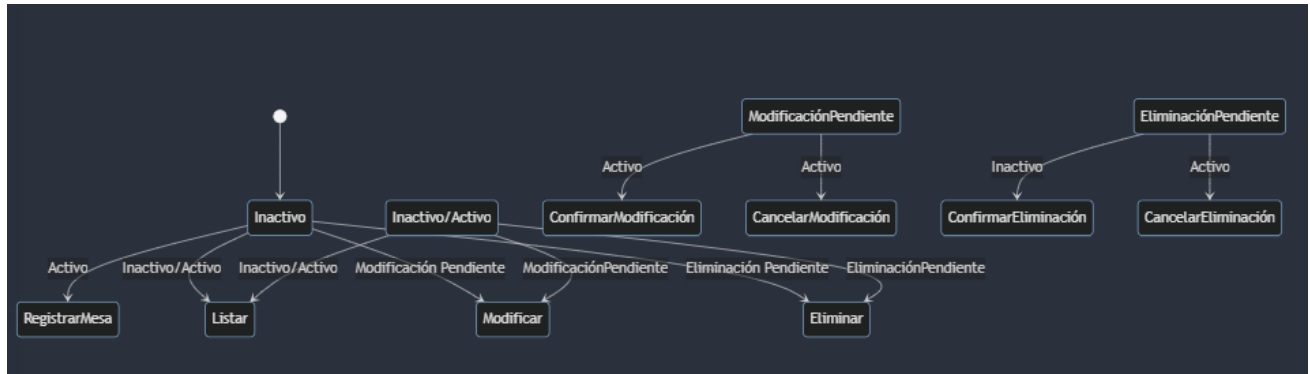 ModificaciónPendiente
EliminaciónPendiente
Activo
Activo
Inactivo
Activo
Inactivo
Inactivo/Activo
ConfirmarModificación
CancelarModificación
ConfirmarEliminación
CancelarEliminación
Activo
Inactivo/Activo
Inactivo/Activo
Modificación Pendiente
ModificaciónPendiente
Eliminación Pendiente
EliminaciónPendiente
RegistrarMesa
Listar
Modificar
Eliminar